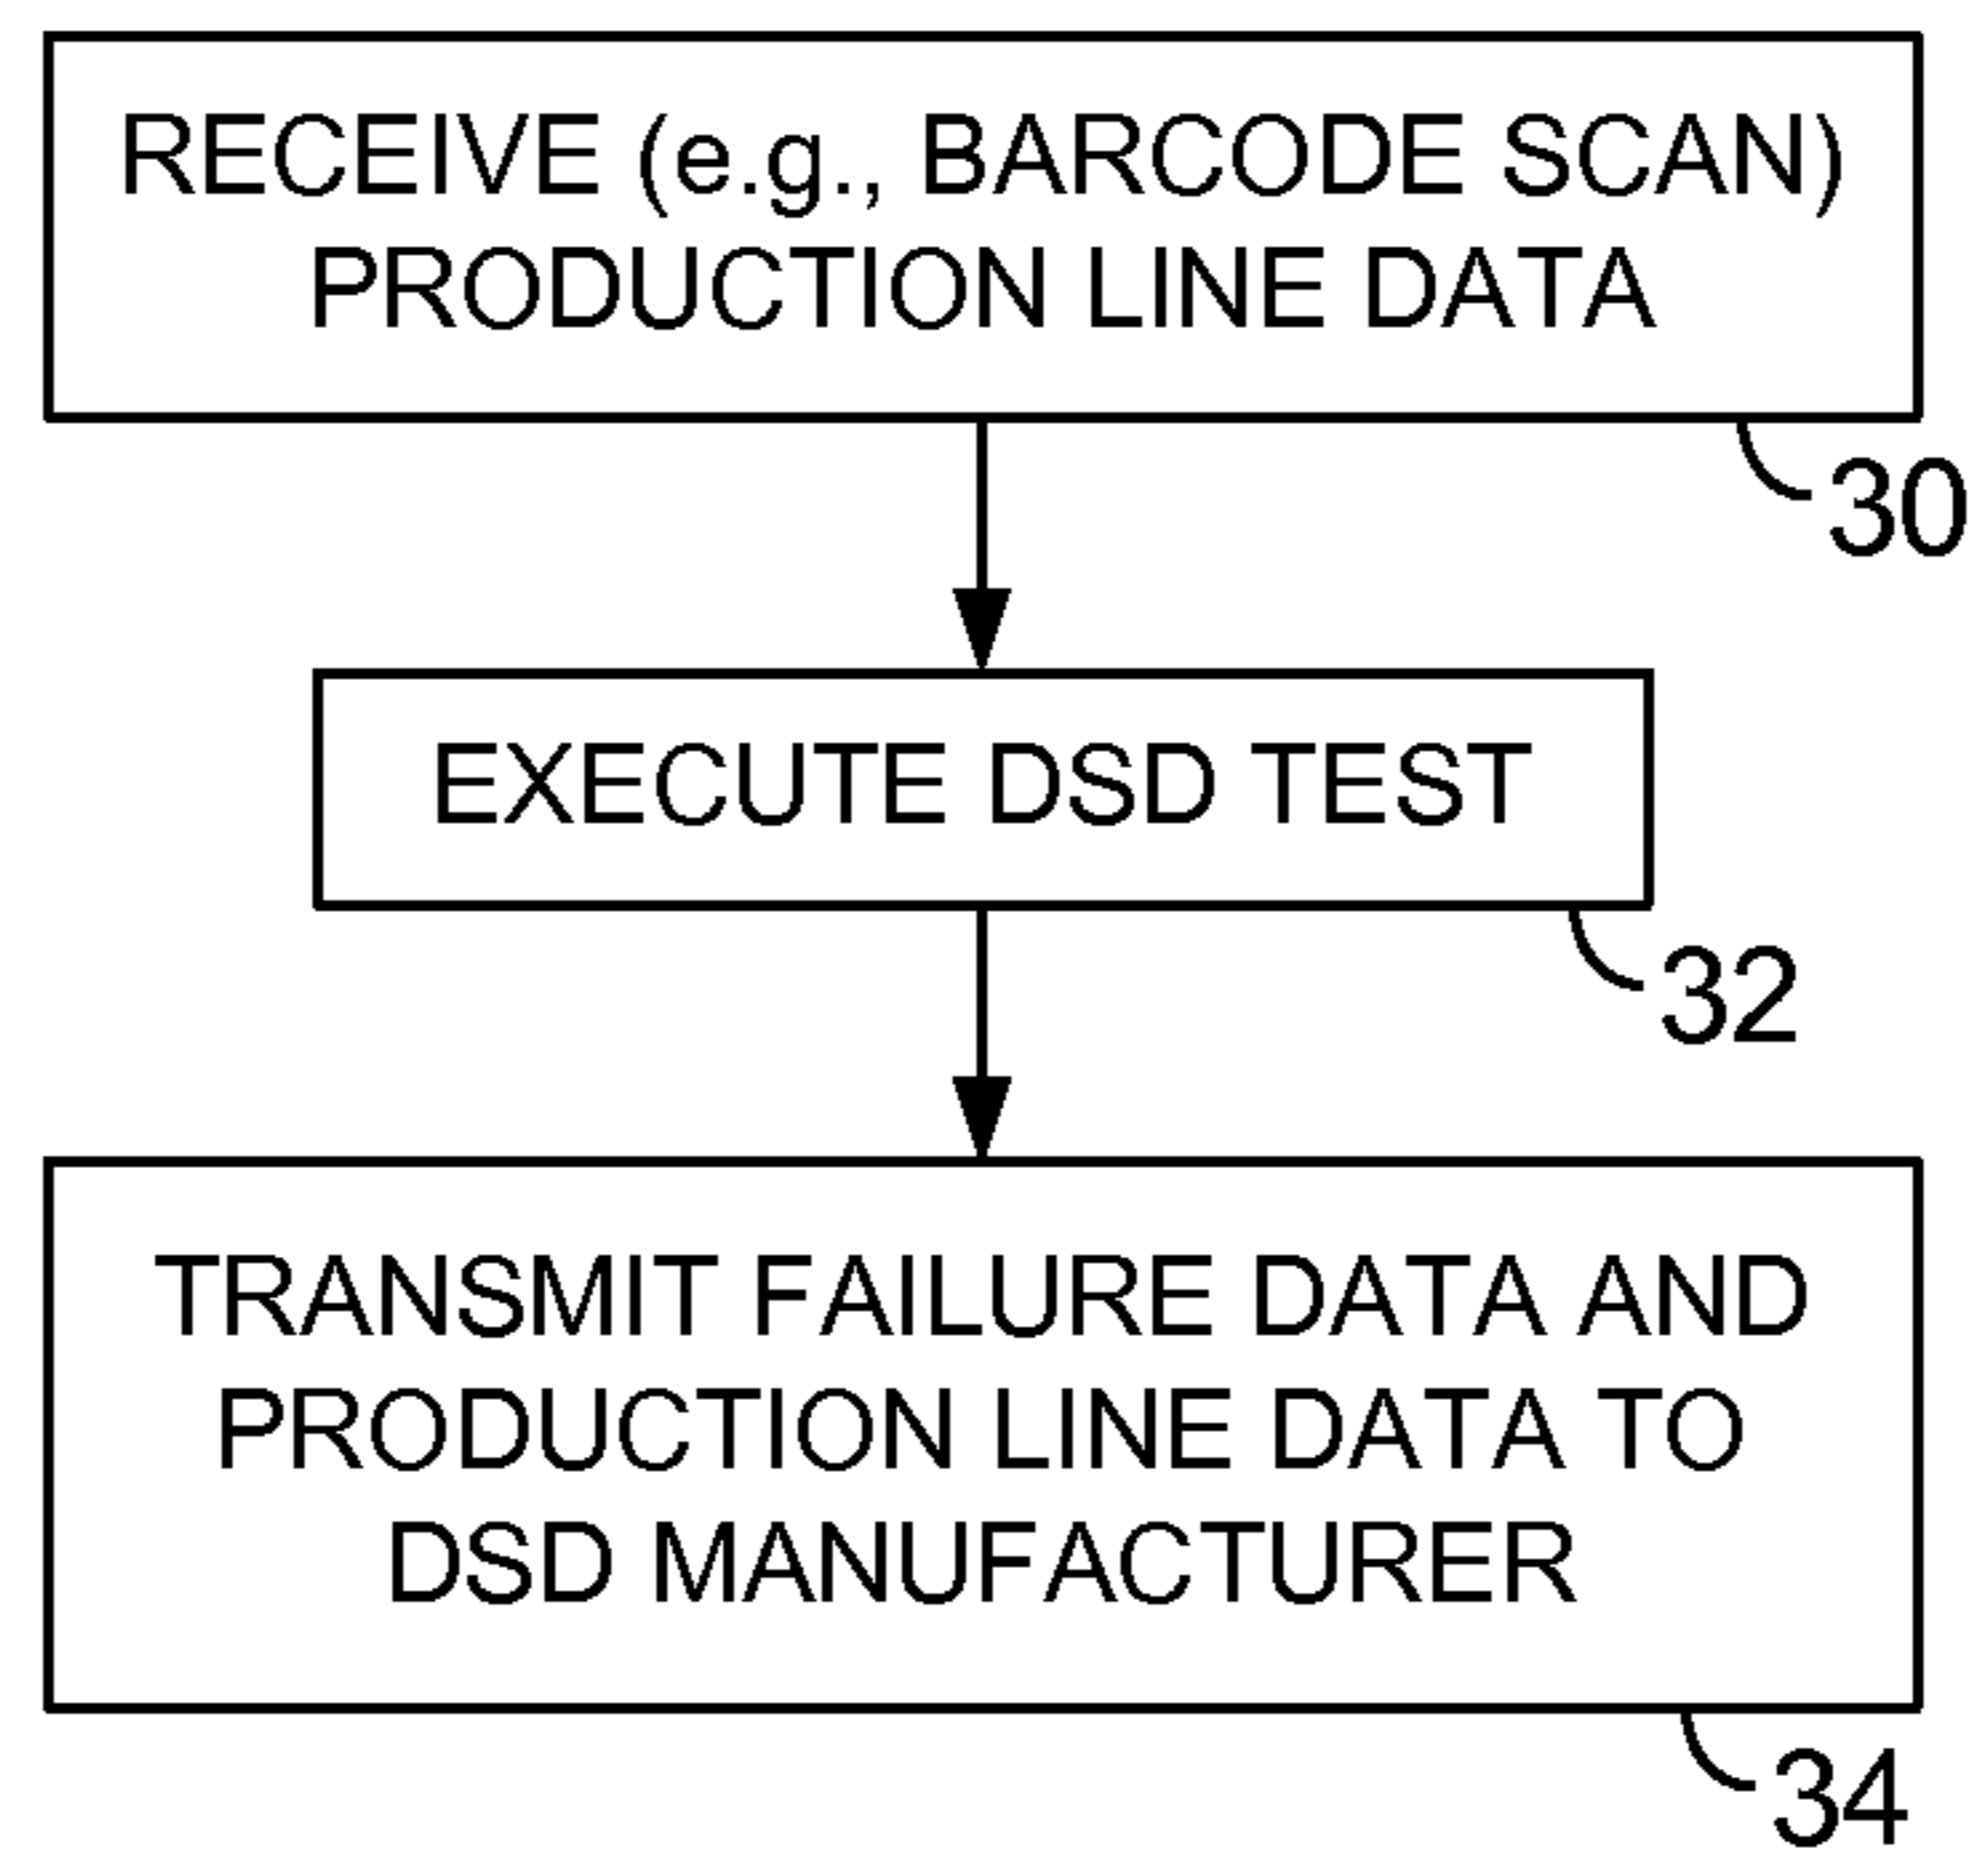 RECEIVE (e.g., BARCODE SCAN)
PRODUCTION LINE DATA
30
EXECUTE DSD TEST
32
TRANSMIT FAILURE DATA AND
PRODUCTION LINE DATA TO
DSD MANUFACTURER
34